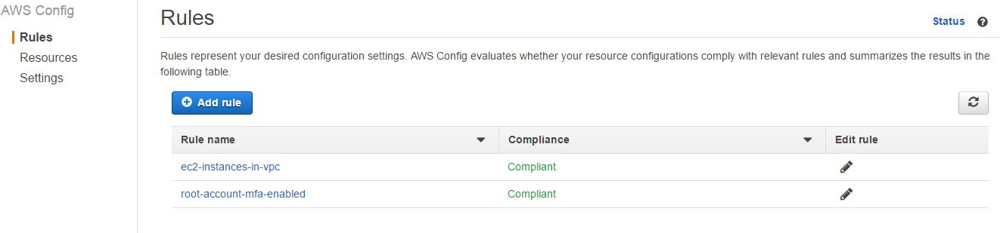 AWS Config
Rules
Resources
Settings
Rules
Status
Rules represent your desired configuration settings. AWS Config evaluates whether your resource configurations comply with relevant rules and summarizes the results in the
following table.
Add rule
Rule name Compliance Edit rule
ec2-instances-in-vpc Compliant
root-account-mfa-enabled Compliant